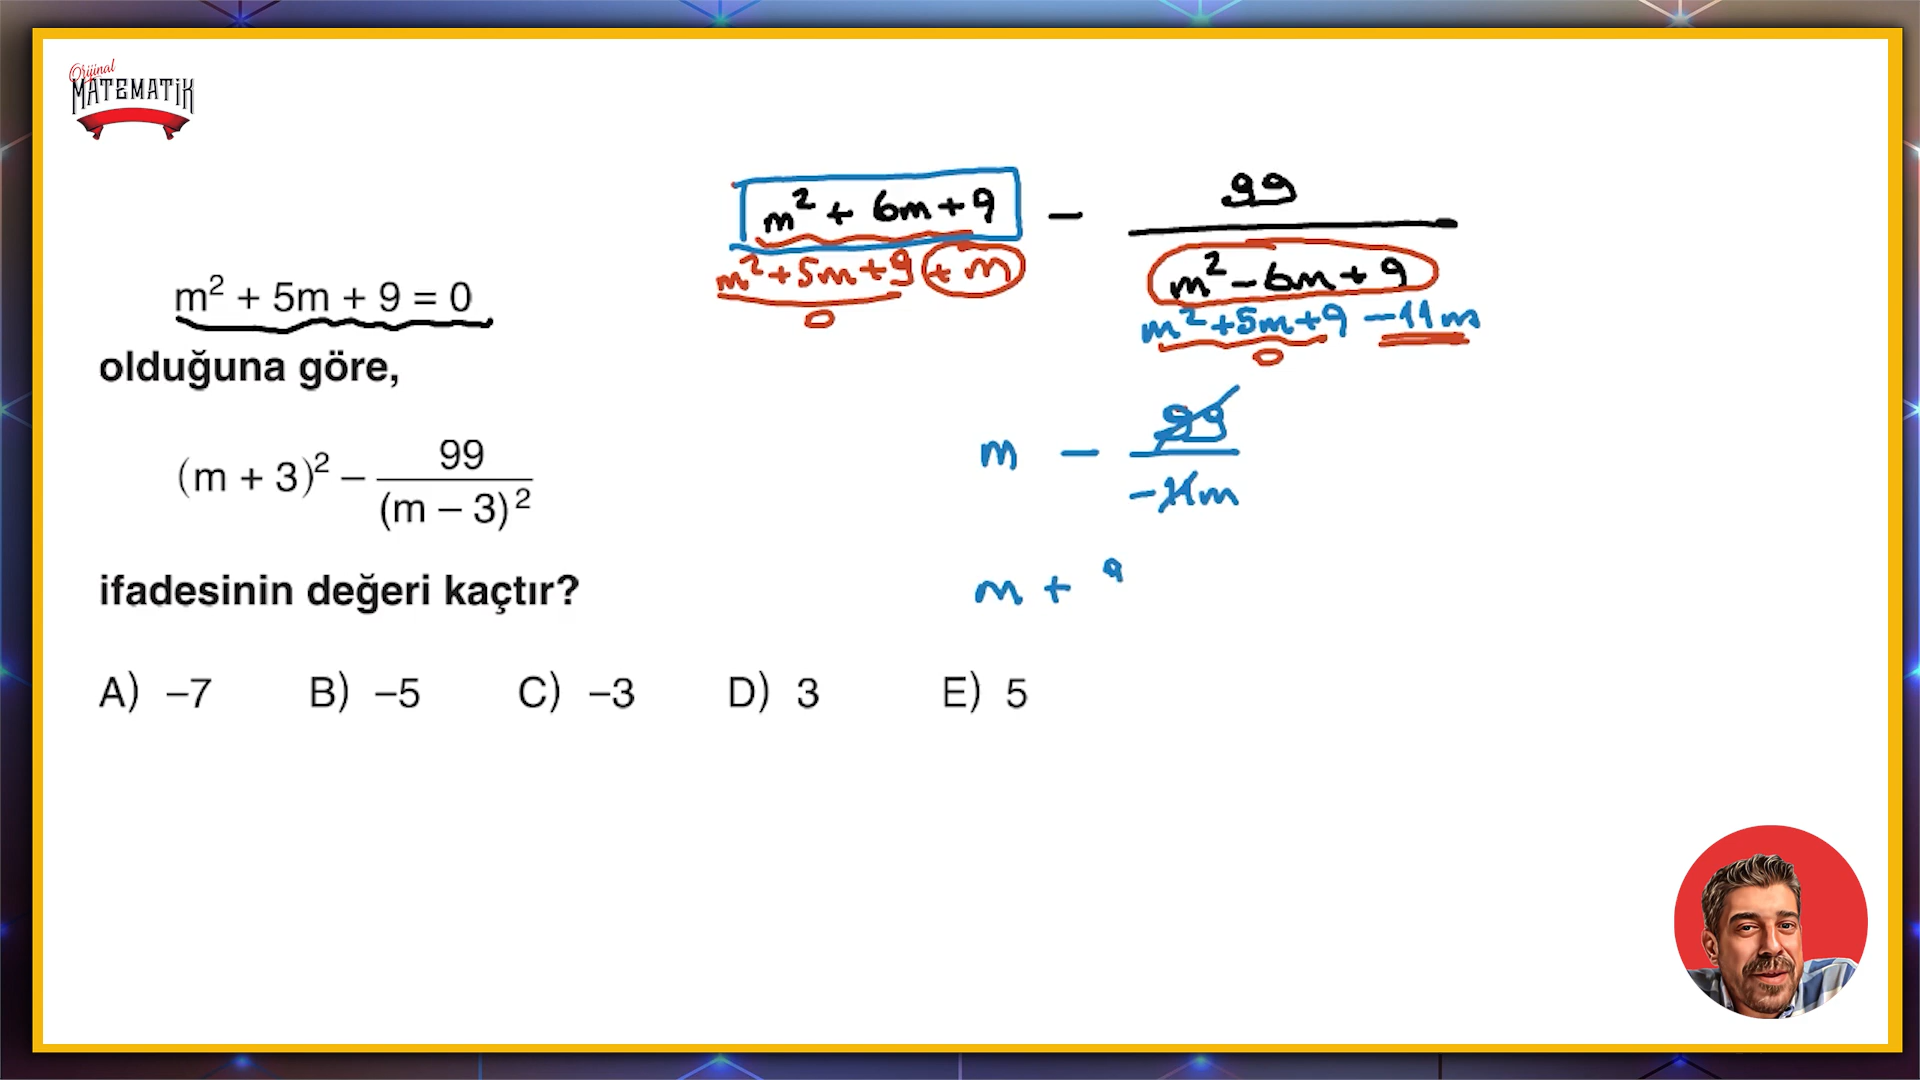 Orijinal
MATEMATİK
m² + 5m + 9 = 0
olduğuna göre,
(m + 3)² – 99 / (m – 3)²
ifadesinin değeri kaçtır?
A) –7 B) –5 C) –3 D) 3 E) 5
m² + 6m + 9 – 99 / m² – 6m + 9
m² + 5m + 9 + m
0
m² + 5m + 9 – 11m
0
m – 99 / –11m
m + 9